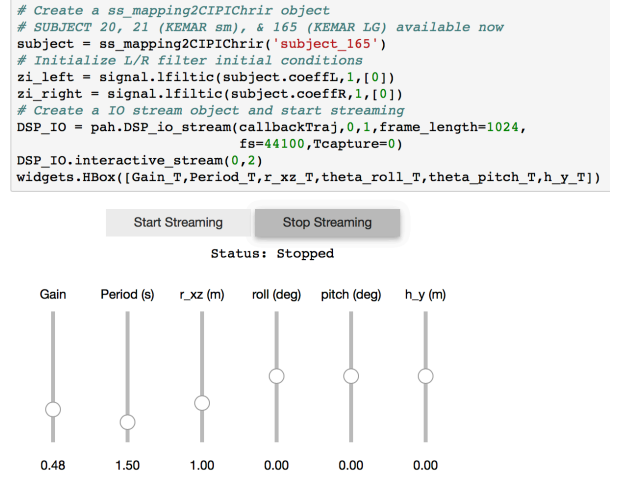 # Create a ss_mapping2CIPIChrir object
# SUBJECT 20, 21 (KEMAR sm), & 165 (KEMAR LG) available now
subject = ss_mapping2CIPIChrir('subject_165')
# Initialize L/R filter initial conditions
zi_left = signal.lfiltic(subject.coeffL,1,[0])
zi_right = signal.lfiltic(subject.coeffR,1,[0])
# Create a IO stream object and start streaming
DSP_IO = pah.DSP_io_stream(callbackTraj,0,1,frame_length=1024,
fs=44100,Tcapture=0)
DSP_IO.interactive_stream(0,2)
widgets.HBox([Gain_T,Period_T,r_xz_T,theta_roll_T,theta_pitch_T,h_y_T])
Start Streaming Stop Streaming
Status: Stopped
Gain Period (s) r_xz (m) roll (deg) pitch (deg) h_y (m)
0.48 1.50 1.00 0.00 0.00 0.00